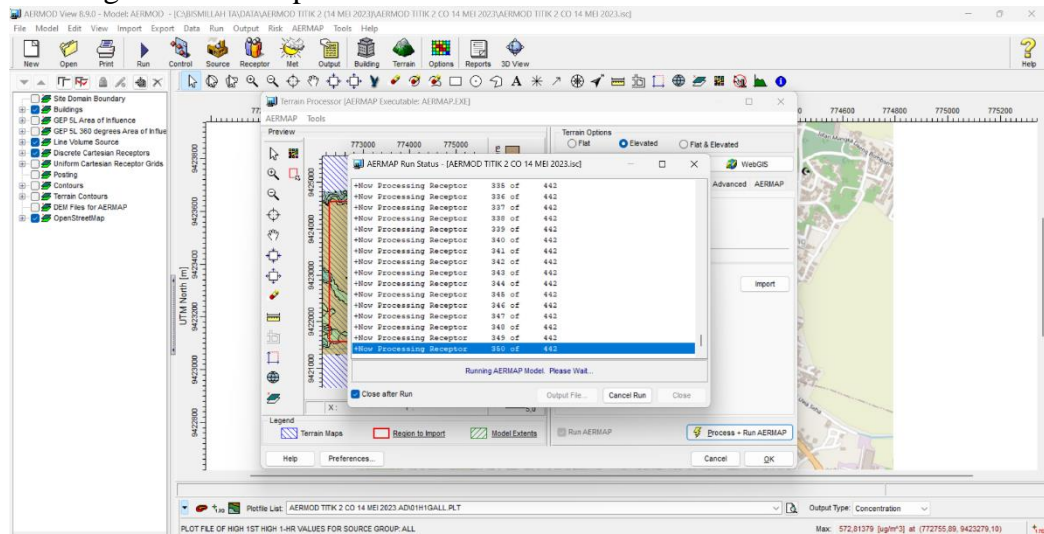 AERMOD View 8.9.0 - Model: AERMOD - [C:\BISMILLAH TA\DATA\AERMOD TITIK 2 (14 MEI 2023)\AERMOD TITIK 2 CO 14 MEI 2023\AERMOD TITIK 2 CO 14 MEI 2023.isc]
File Model Edit View Import Export Data Run Output Risk AERMAP Tools Help
New Open Print Run Control Source Receptor Met Output Building Terrain Options Reports 3D View Help
Site Domain Boundary
Buildings
GEP 5L Area of Influence
GEP 5L 360 degrees Area of Influe
Line Volume Source
Discrete Cartesian Receptors
Uniform Cartesian Receptor Grids
Posting
Contours
Terrain Contours
DEM Files for AERMAP
OpenStreetMap
774600 774800 775000 775200
UTM North [m]
9423800
9423600
9423400
9423200
9423000
9422800
Terrain Processor [AERMAP Executable: AERMAP.EXE]
AERMAP Tools
Preview
773000 774000 775000
9425000
9424000
9423000
9422000
9421000
Terrain Options
Flat Elevated Flat & Elevated
WebGIS
Advanced AERMAP
Import
AERMAP Run Status - [AERMOD TITIK 2 CO 14 MEI 2023.isc]
+Now Processing Receptor 335 of 442
+Now Processing Receptor 336 of 442
+Now Processing Receptor 337 of 442
+Now Processing Receptor 338 of 442
+Now Processing Receptor 339 of 442
+Now Processing Receptor 340 of 442
+Now Processing Receptor 341 of 442
+Now Processing Receptor 342 of 442
+Now Processing Receptor 343 of 442
+Now Processing Receptor 344 of 442
+Now Processing Receptor 345 of 442
+Now Processing Receptor 346 of 442
+Now Processing Receptor 347 of 442
+Now Processing Receptor 348 of 442
+Now Processing Receptor 349 of 442
+Now Processing Receptor 350 of 442
Running AERMAP Model. Please Wait...
Close after Run Output File... Cancel Run Close
X:
Legend
Terrain Maps Region to Import Model Extents
Run AERMAP Process + Run AERMAP
Help Preferences... Cancel OK
Plotfile List: AERMOD TITIK 2 CO 14 MEI 2023.AD\01H1GALL.PLT Output Type: Concentration
PLOT FILE OF HIGH 1ST HIGH 1-HR VALUES FOR SOURCE GROUP: ALL Max: 572,81379 [ug/m^3] at (772755,89, 9423279,10)